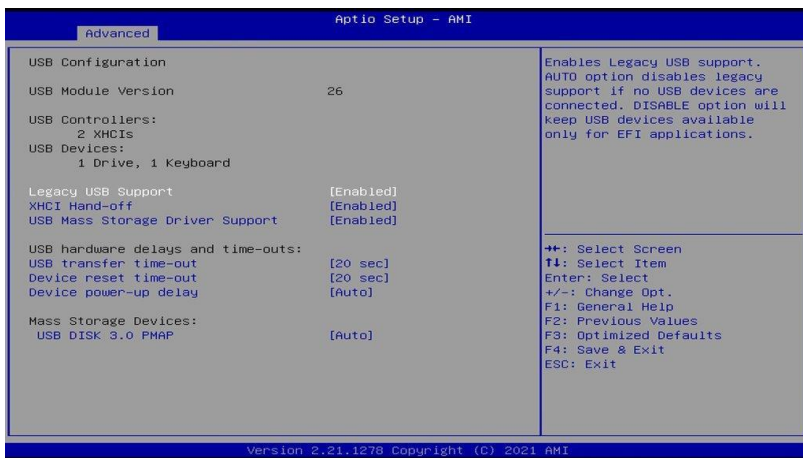 Aptio Setup - AMI
Advanced
USB Configuration
USB Module Version 26
USB Controllers:
2 XHCIs
USB Devices:
1 Drive, 1 Keyboard
Legacy USB Support [Enabled]
XHCI Hand-off [Enabled]
USB Mass Storage Driver Support [Enabled]
USB hardware delays and time-outs:
USB transfer time-out [20 sec]
Device reset time-out [20 sec]
Device power-up delay [Auto]
Mass Storage Devices:
USB DISK 3.0 PMAP [Auto]
Enables Legacy USB support.
AUTO option disables legacy
support if no USB devices are
connected. DISABLE option will
keep USB devices available
only for EFI applications.
→←: Select Screen
↑↓: Select Item
Enter: Select
+/-: Change Opt.
F1: General Help
F2: Previous Values
F3: Optimized Defaults
F4: Save & Exit
ESC: Exit
Version 2.21.1278 Copyright (C) 2021 AMI